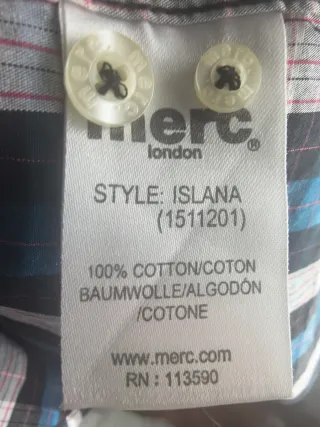 merc.®
london
STYLE: ISLANA
(1511201)
100% COTTON/COTON
BAUMWOLLE/ALGODÓN
/COTONE
www.merc.com
RN : 113590